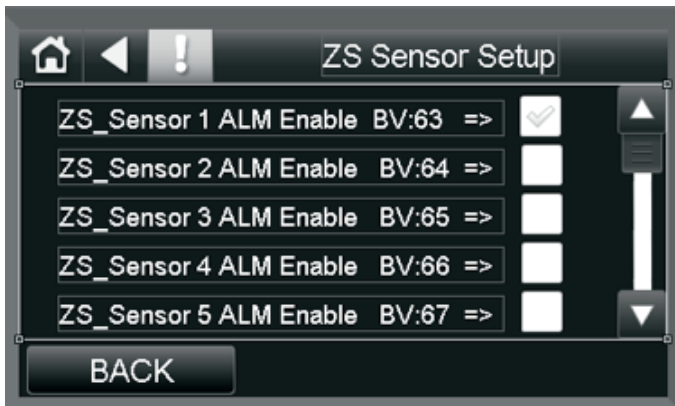 ZS Sensor Setup
ZS_Sensor 1 ALM Enable BV:63 =>
ZS_Sensor 2 ALM Enable BV:64 =>
ZS_Sensor 3 ALM Enable BV:65 =>
ZS_Sensor 4 ALM Enable BV:66 =>
ZS_Sensor 5 ALM Enable BV:67 =>
BACK